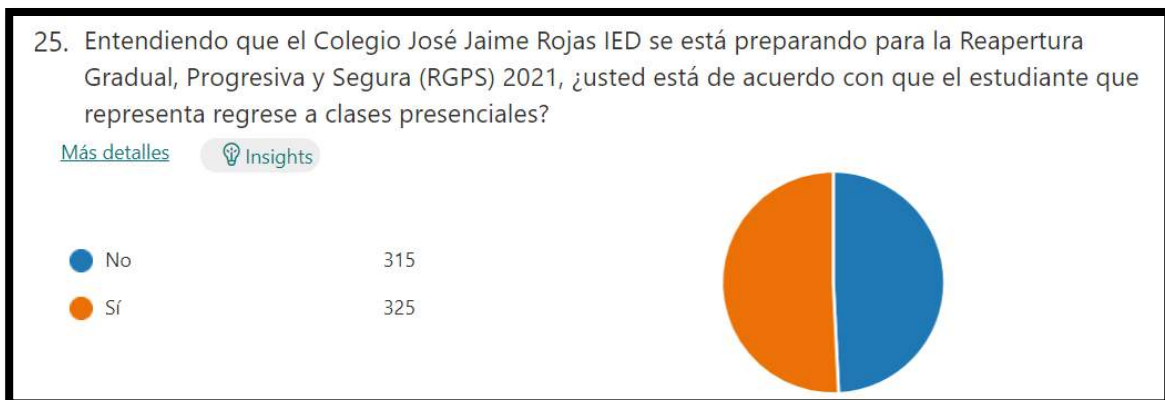 25. Entendiendo que el Colegio José Jaime Rojas IED se está preparando para la Reapertura
Gradual, Progresiva y Segura (RGPS) 2021, ¿usted está de acuerdo con que el estudiante que
representa regrese a clases presenciales?
Más detalles Insights
No 315
Sí 325